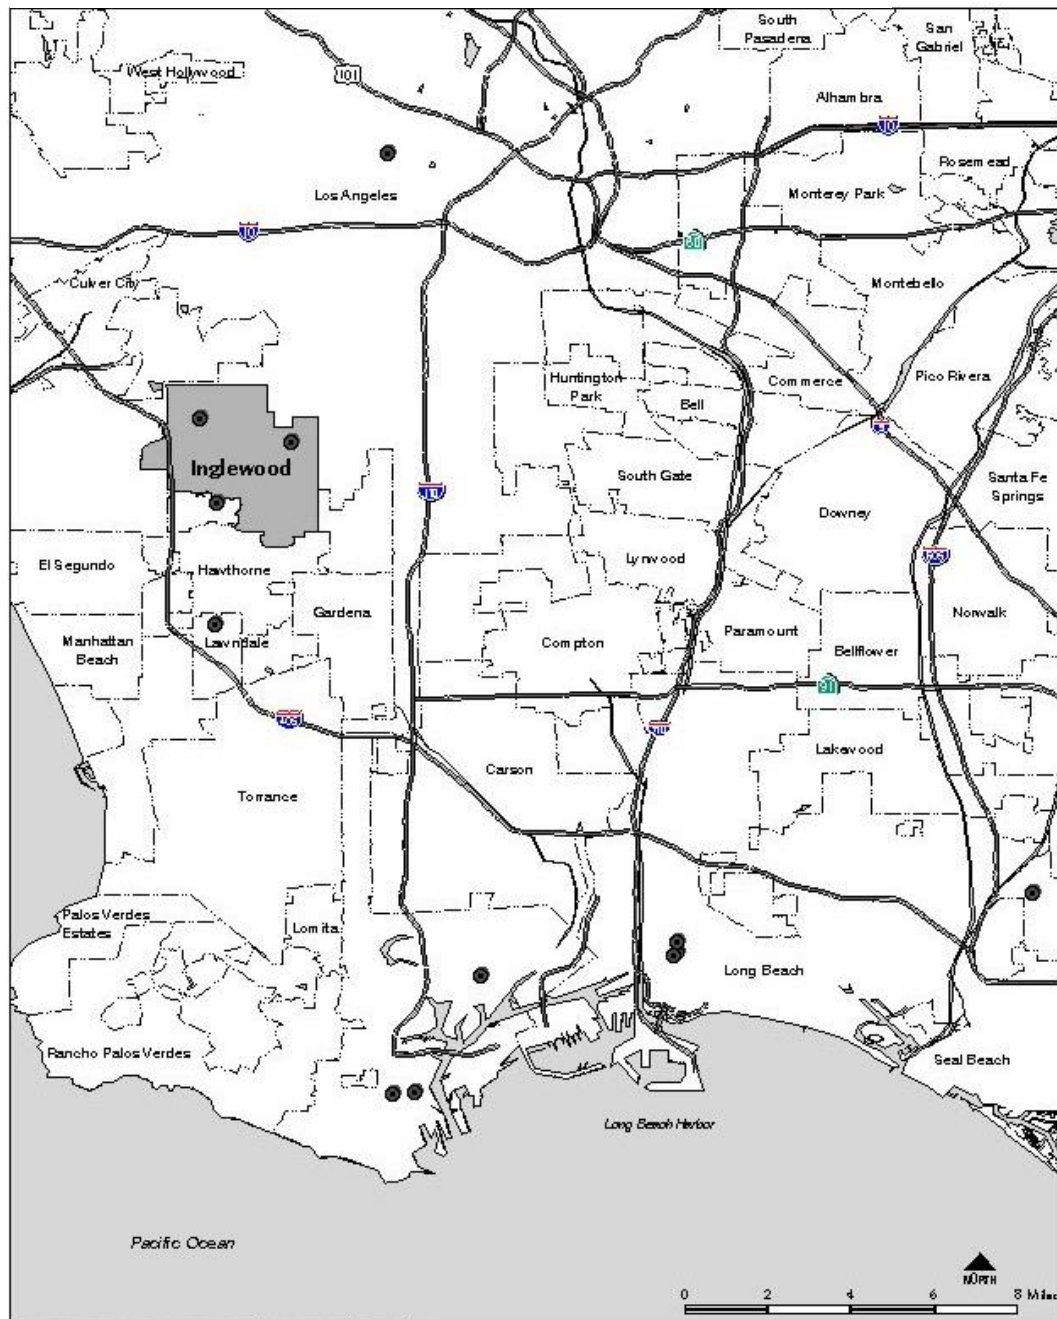 South
Pasadena
San
Gabriel
West Hollywood
101
Alhambra
10
Rosemead
Los Angeles
Monterey Park
10
60
Culver City
Montebello
Huntington
Park
Commerce
Pico Rivera
Bell
5
Inglewood
South Gate
Santa Fe
Springs
110
Downey
El Segundo
Hawthorne
Lynwood
605
Gardena
Norwalk
Manhattan
Beach
Lawndale
Compton
Paramount
Bellflower
91
405
710
Lakewood
Carson
Torrance
Palos Verdes
Estates
Lomita
Long Beach
Rancho Palos Verdes
Seal Beach
Long Beach Harbor
Pacific Ocean
NORTH
0 2 4 6 8 Miles